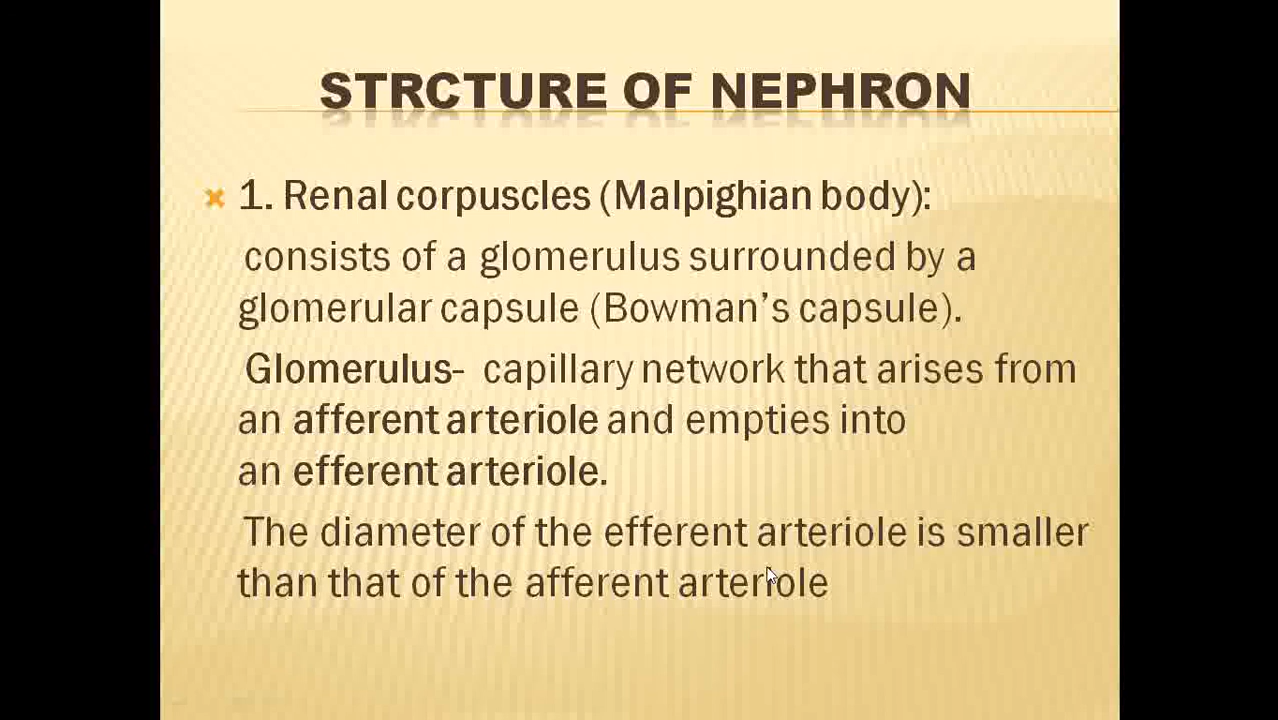 STRCTURE OF NEPHRON
1. Renal corpuscles (Malpighian body):
consists of a glomerulus surrounded by a
glomerular capsule (Bowman's capsule).
Glomerulus- capillary network that arises from
an afferent arteriole and empties into
an efferent arteriole.
The diameter of the efferent arteriole is smaller
than that of the afferent arteriole